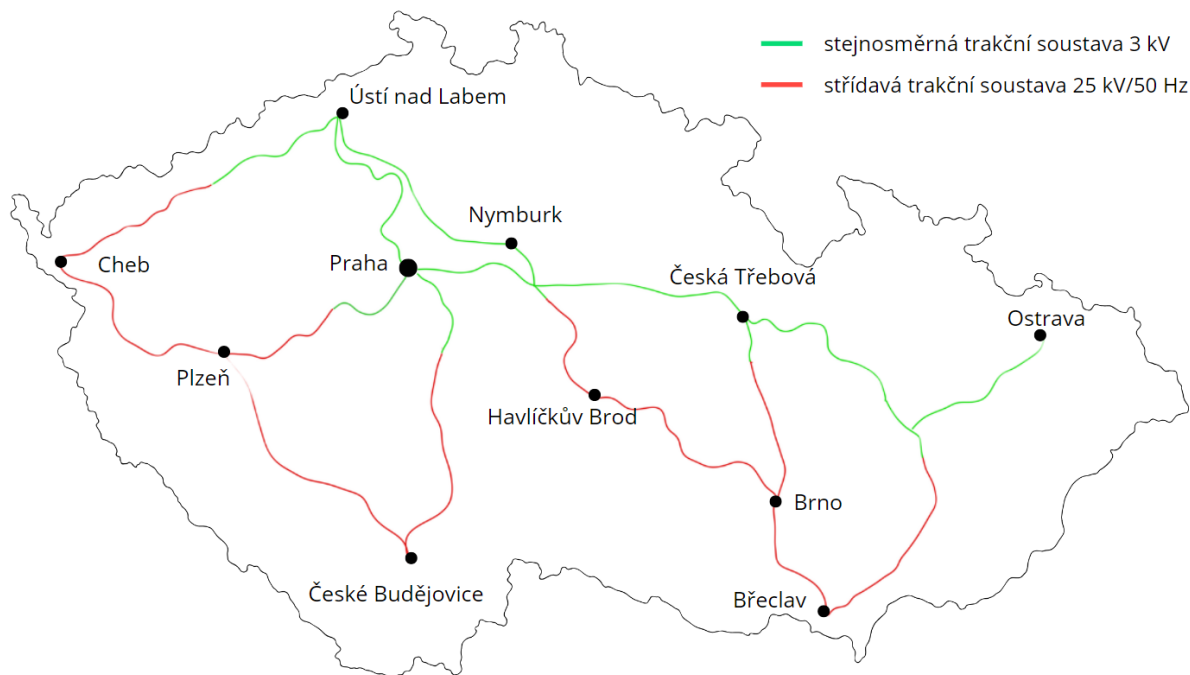 stejnosměrná trakční soustava 3 kV
střídavá trakční soustava 25 kV/50 Hz
Ústí nad Labem
Nymburk
Praha
Cheb
Česká Třebová
Ostrava
Plzeň
Havlíčkův Brod
Brno
České Budějovice
Břeclav